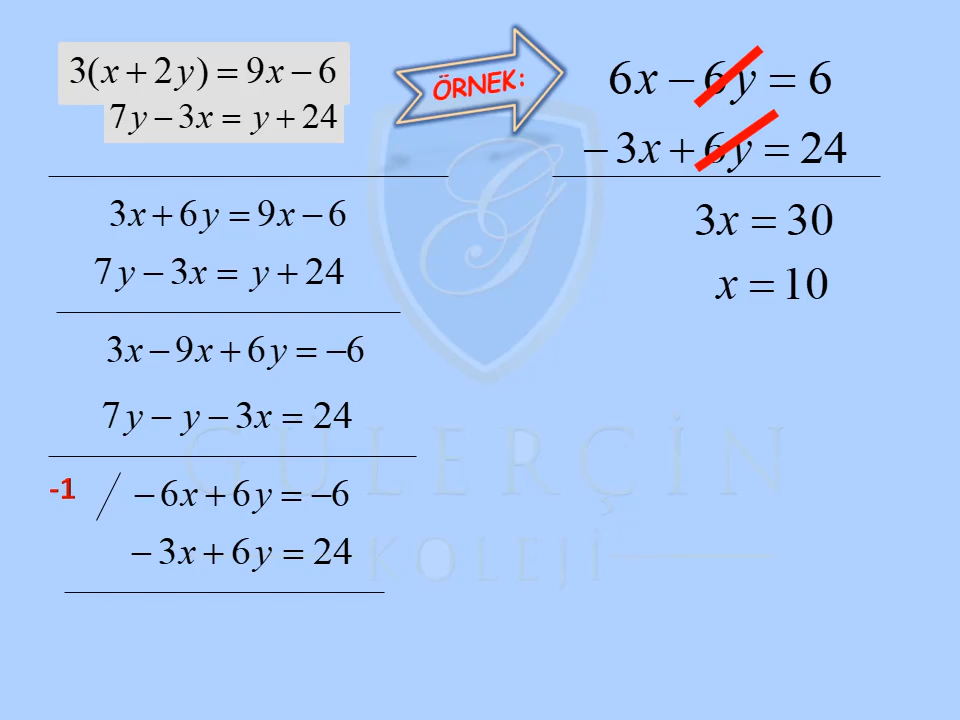 3(x + 2y) = 9x − 6
7y − 3x = y + 24
ÖRNEK:
3x + 6y = 9x − 6
7y − 3x = y + 24
3x − 9x + 6y = −6
7y − y − 3x = 24
-1 / − 6x + 6y = −6
− 3x + 6y = 24
6x − 6y = 6
− 3x + 6y = 24
3x = 30
x = 10
GÜLERÇİN
KOLEJİ